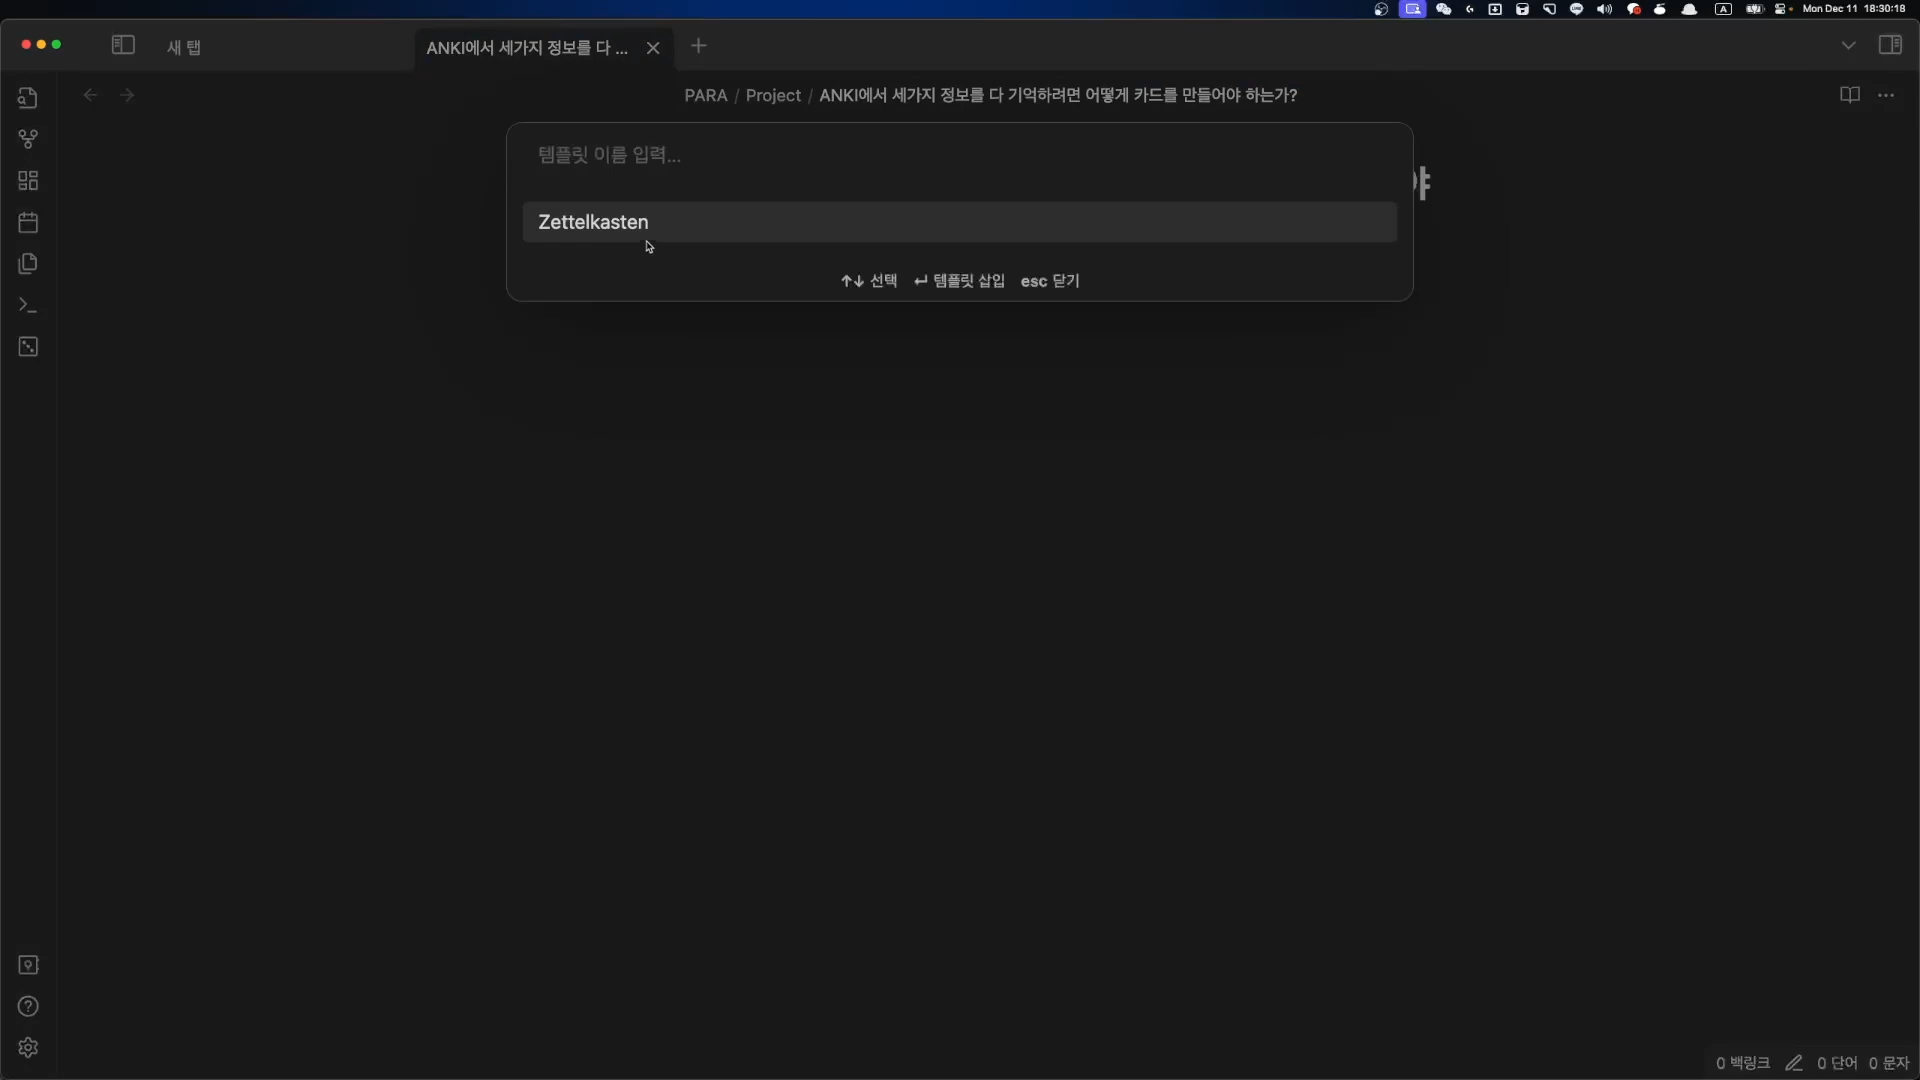 Mon Dec 11 18:30:18
새 탭
ANKI에서 세가지 정보를 다 ...
PARA / Project / ANKI에서 세가지 정보를 다 기억하려면 어떻게 카드를 만들어야 하는가?
템플릿 이름 입력...
Zettelkasten
↑↓ 선택 ↵ 템플릿 삽입 esc 닫기
0 백링크 0 단어 0 문자